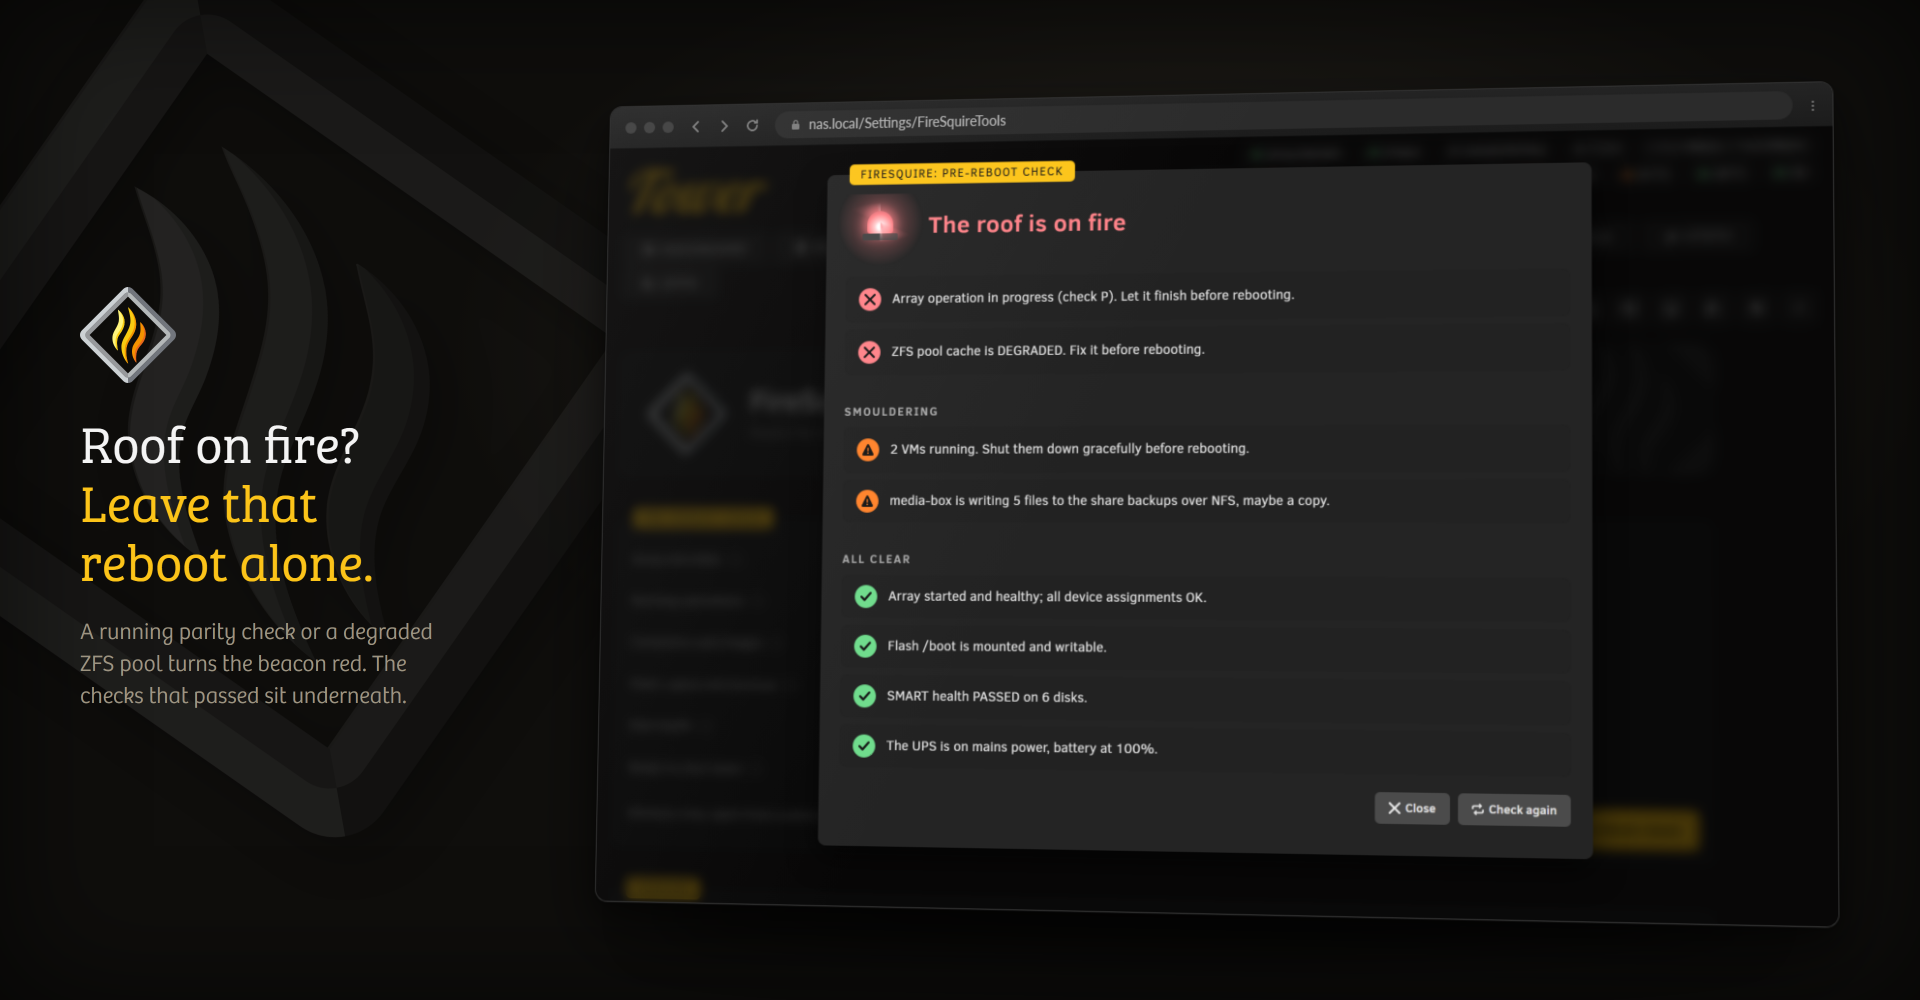 Roof on fire?
Leave that
reboot alone.
A running parity check or a degraded
ZFS pool turns the beacon red. The
checks that passed sit underneath.
nas.local/Settings/FireSquireTools
Tower
FIRESQUIRE: PRE-REBOOT CHECK
The roof is on fire
Array operation in progress (check P). Let it finish before rebooting.
ZFS pool cache is DEGRADED. Fix it before rebooting.
SMOULDERING
2 VMs running. Shut them down gracefully before rebooting.
media-box is writing 5 files to the share backups over NFS, maybe a copy.
ALL CLEAR
Array started and healthy; all device assignments OK.
Flash /boot is mounted and writable.
SMART health PASSED on 6 disks.
The UPS is on mains power, battery at 100%.
Close
Check again